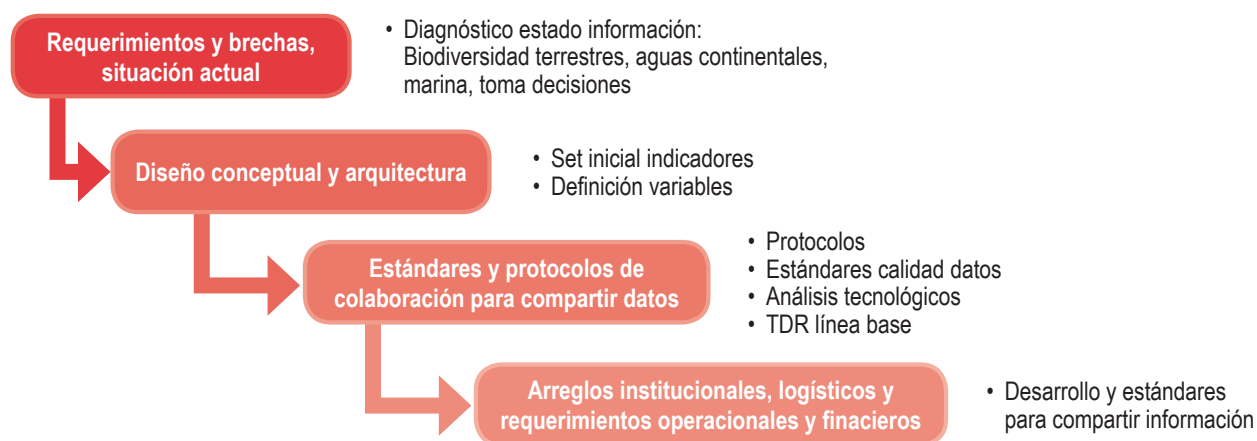 Requerimientos y brechas,
situación actual
• Diagnóstico estado información:
Biodiversidad terrestres, aguas continentales,
marina, toma decisiones
Diseño conceptual y arquitectura
• Set inicial indicadores
• Definición variables
Estándares y protocolos de
colaboración para compartir datos
• Protocolos
• Estándares calidad datos
• Análisis tecnológicos
• TDR línea base
Arreglos institucionales, logísticos y
requerimientos operacionales y finacieros
• Desarrollo y estándares
para compartir información